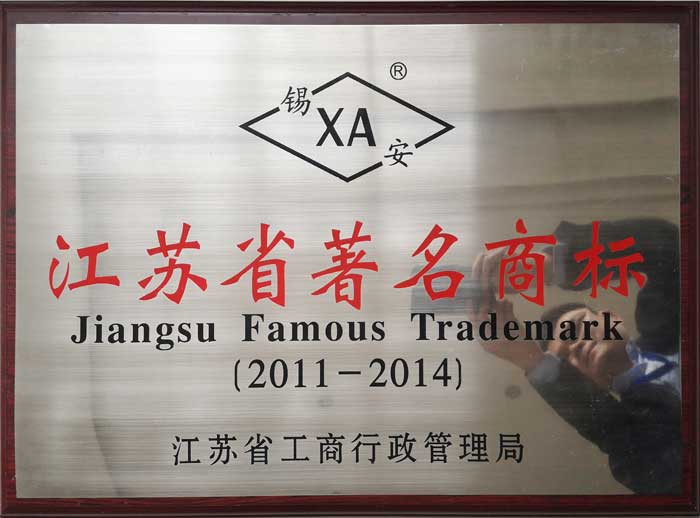 ®
锡
XA
安
江苏省著名商标
Jiangsu Famous Trademark
(2011-2014)
江苏省工商行政管理局